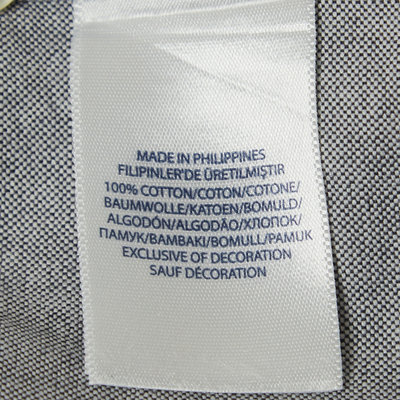 MADE IN PHILIPPINES
FILIPINLER'DE ÜRETILMIŞTIR
100% COTTON/COTON/COTONE/
BAUMWOLLE/KATOEN/BOMULD/
ALGODÓN/ALGODÃO/ХЛОПОК/
ПАМУК/BAMBAKI/BOMULL/PAMUK
EXCLUSIVE OF DECORATION
SAUF DÉCORATION